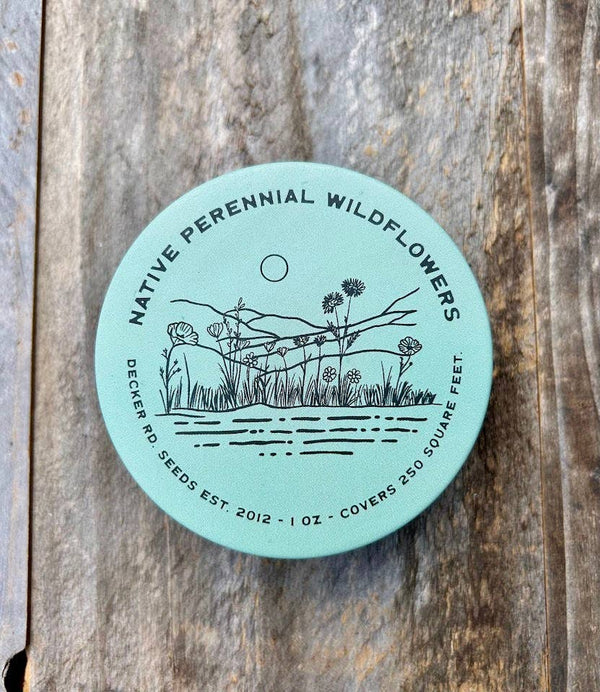 NATIVE PERENNIAL WILDFLOWERS
DECKER RD. SEEDS EST. 2012 - 1 OZ - COVERS 250 SQUARE FEET.